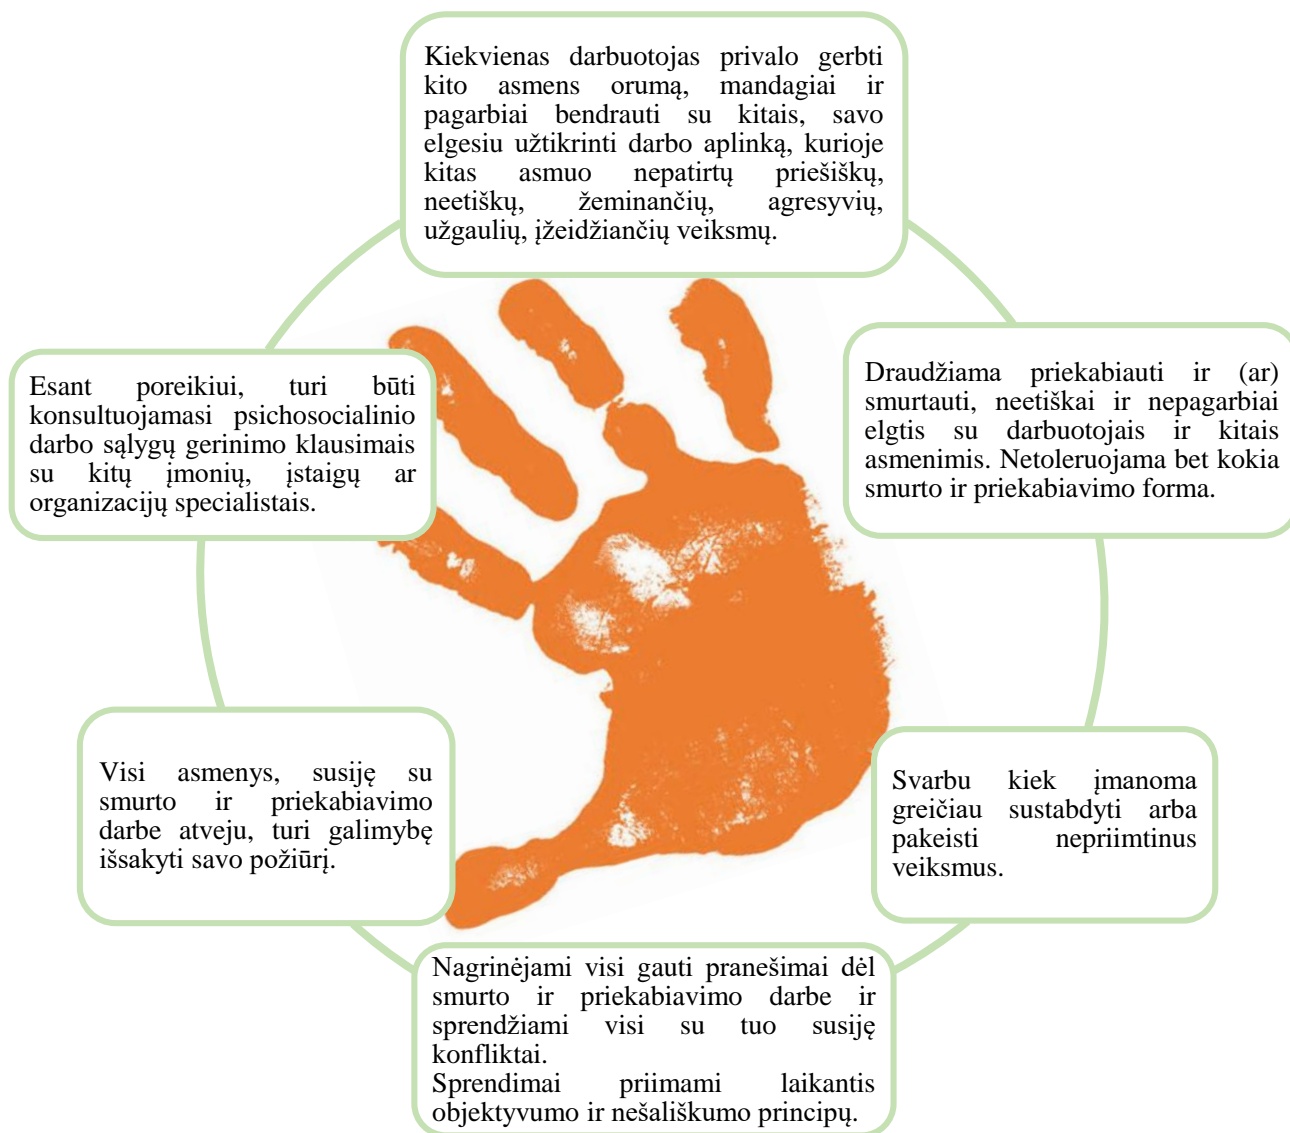 Kiekvienas darbuotojas privalo gerbti
kito asmens orumą, mandagiai ir
pagarbiai bendrauti su kitais, savo
elgesiu užtikrinti darbo aplinką, kurioje
kitas asmuo nepatirtų priešiškų,
neetiškų, žeminančių, agresyvių,
užgaulių, įžeidžiančių veiksmų.
Draudžiama priekabiauti ir (ar)
smurtauti, neetiškai ir nepagarbiai
elgtis su darbuotojais ir kitais
asmenimis. Netoleruojama bet kokia
smurto ir priekabiavimo forma.
Svarbu kiek įmanoma
greičiau sustabdyti arba
pakeisti nepriimtinus
veiksmus.
Nagrinėjami visi gauti pranešimai dėl
smurto ir priekabiavimo darbe ir
sprendžiami visi su tuo susiję
konfliktai.
Sprendimai priimami laikantis
objektyvumo ir nešališkumo principų.
Visi asmenys, susiję su
smurto ir priekabiavimo
darbe atveju, turi galimybę
išsakyti savo požiūrį.
Esant poreikiui, turi būti
konsultuojamasi psichosocialinio
darbo sąlygų gerinimo klausimais
su kitų įmonių, įstaigų ar
organizacijų specialistais.